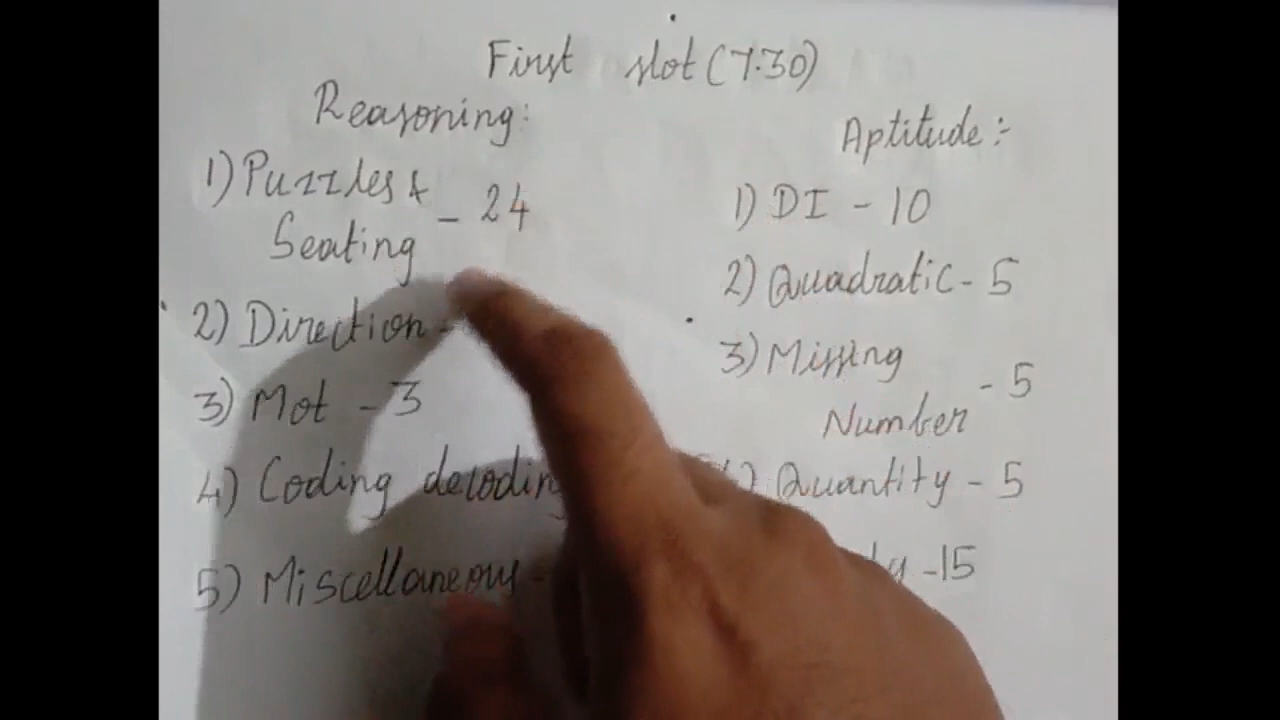 First slot (7.30)
Reasoning:
1) Puzzles &
Seating - 24
2) Direction -
3) Mot - 3
4) Coding decoding
5) Miscellaneous -
Aptitude :-
1) DI - 10
2) Quadratic - 5
3) Missing
Number - 5
Quantity - 5
-15